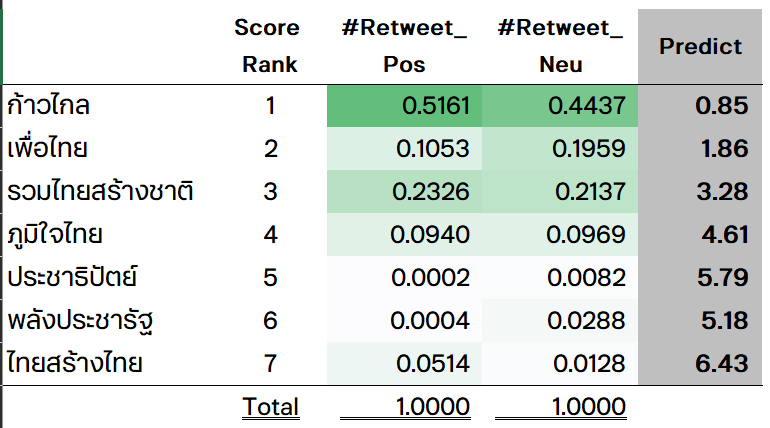 Score Rank #Retweet_Pos #Retweet_Neu Predict
ก้าวไกล 1 0.5161 0.4437 0.85
เพื่อไทย 2 0.1053 0.1959 1.86
รวมไทยสร้างชาติ 3 0.2326 0.2137 3.28
ภูมิใจไทย 4 0.0940 0.0969 4.61
ประชาธิปัตย์ 5 0.0002 0.0082 5.79
พลังประชารัฐ 6 0.0004 0.0288 5.18
ไทยสร้างไทย 7 0.0514 0.0128 6.43
Total 1.0000 1.0000